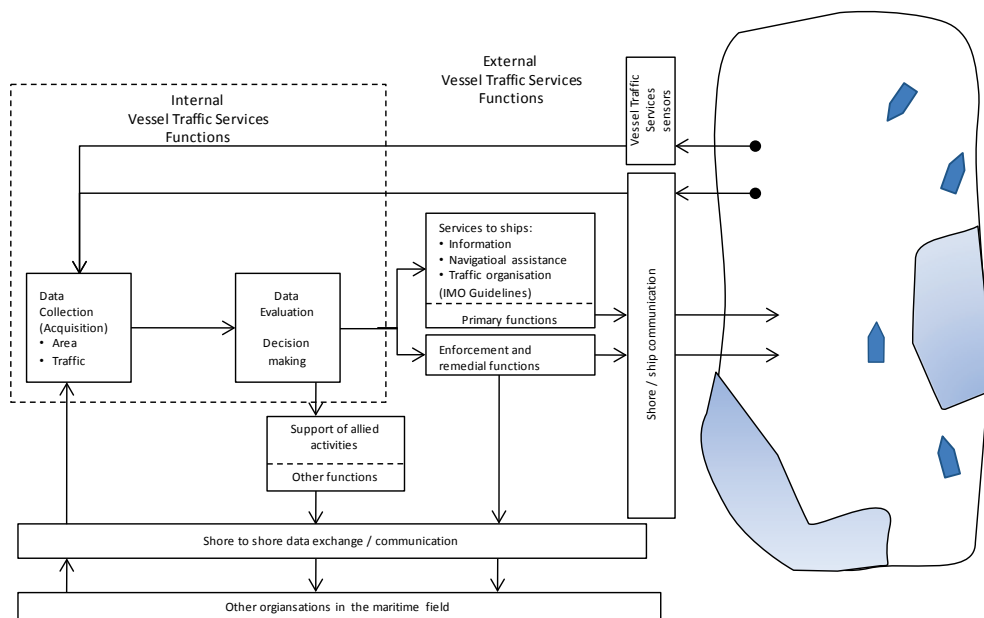 External
Vessel Traffic Services
Functions
Internal
Vessel Traffic Services
Functions
Vessel Traffic
Services
sensors
Services to ships:
• Information
• Navigatioal assistance
• Traffic organisation
(IMO Guidelines)
Primary functions
Data
Collection
(Acquisition)
• Area
• Traffic
Data
Evaluation
Decision
making
Enforcement and
remedial functions
Shore / ship communication
Support of allied
activities
Other functions
Shore to shore data exchange / communication
Other orgiansations in the maritime field